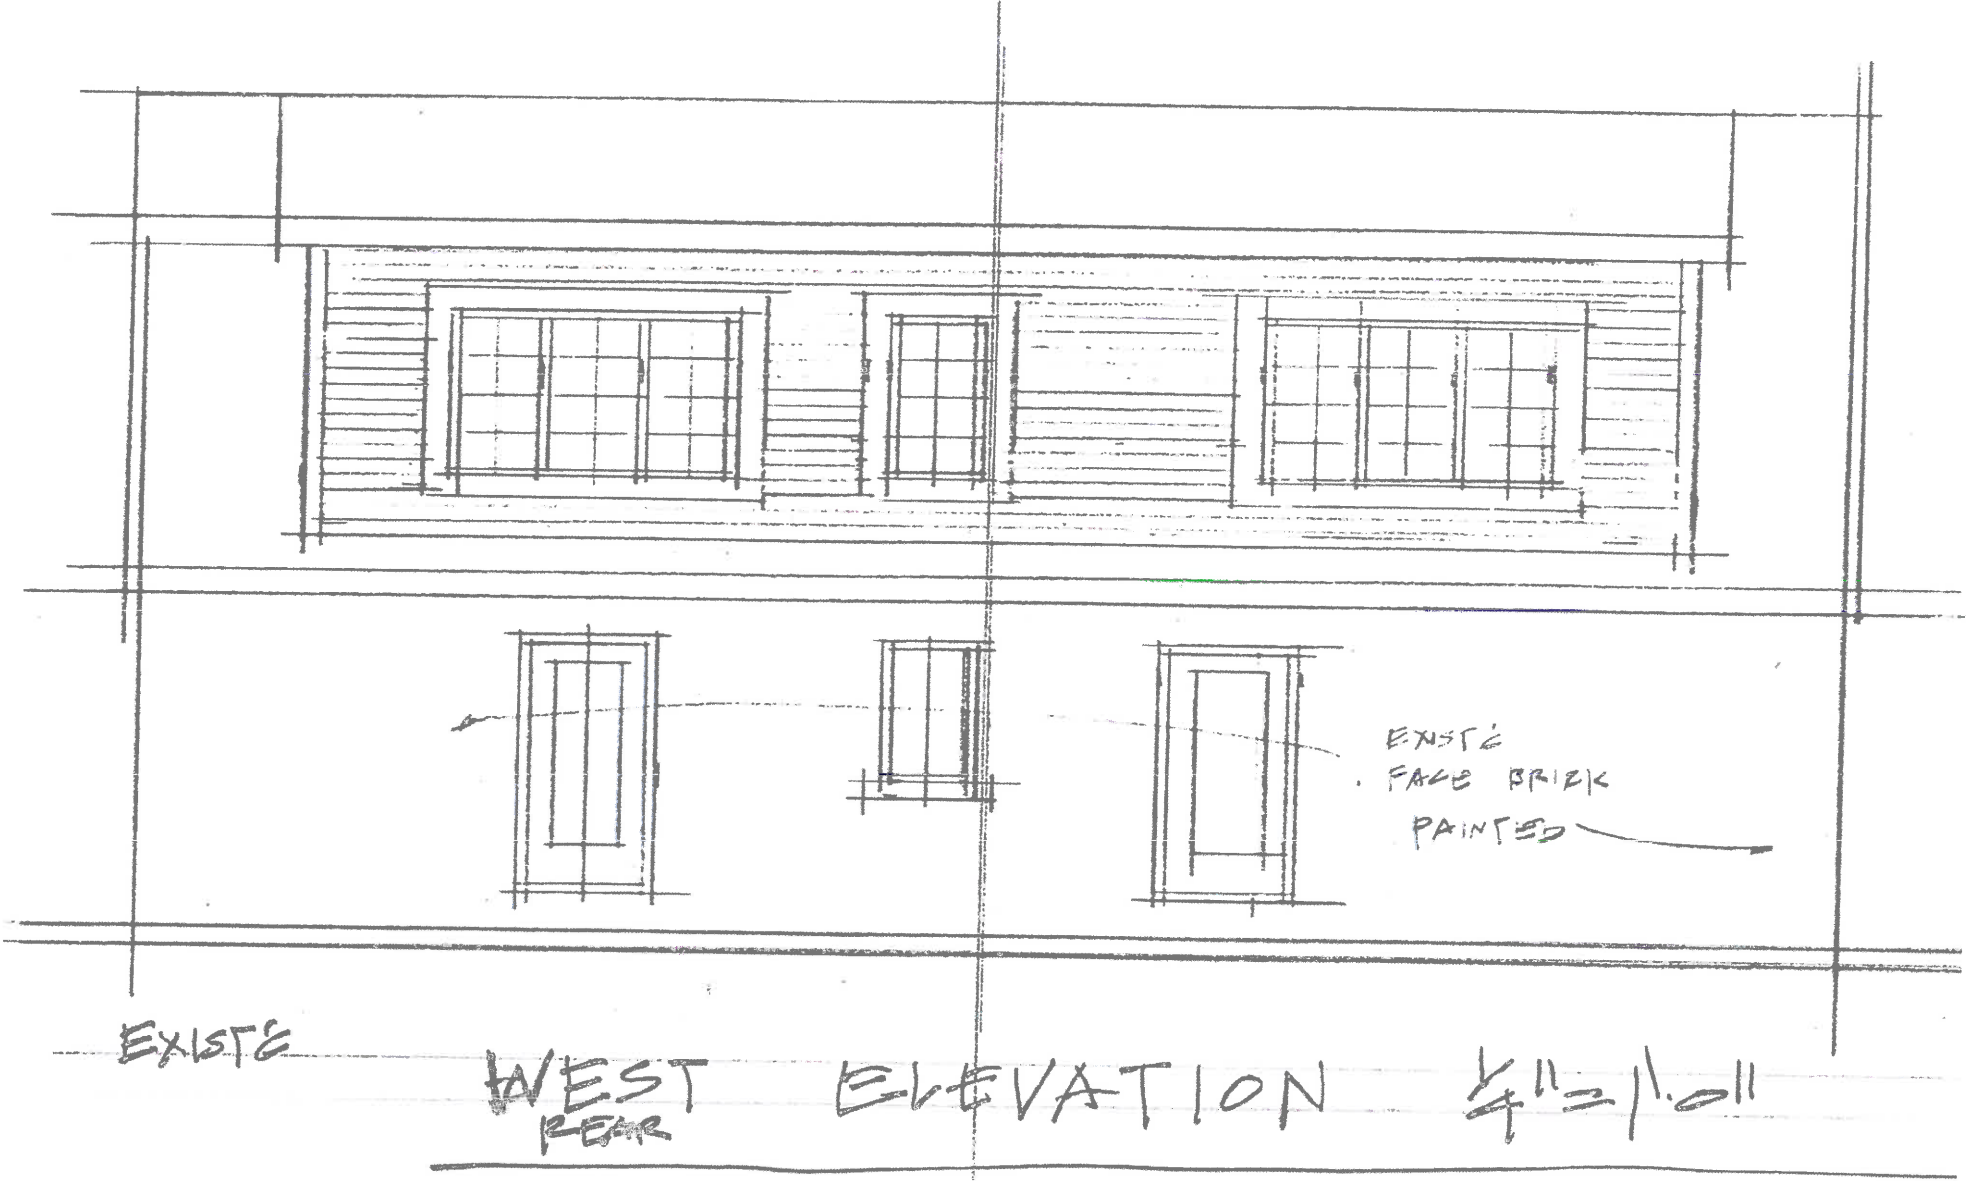 EXIST'G
FACE BRICK
PAINTED
EXIST'G
WEST ELEVATION 1/4"=1'-0"
REAR